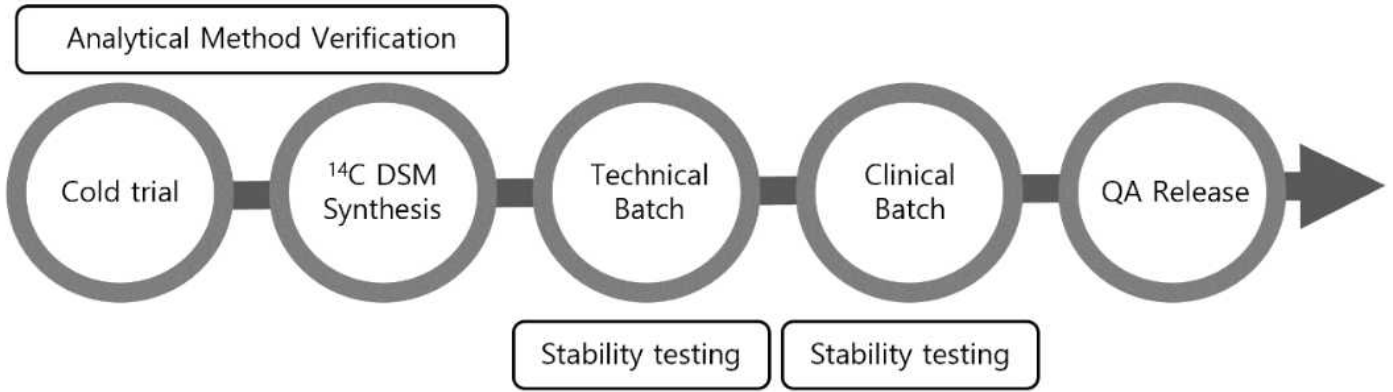 Analytical Method Verification
Cold trial
¹⁴C DSM
Synthesis
Technical
Batch
Clinical
Batch
QA Release
Stability testing
Stability testing